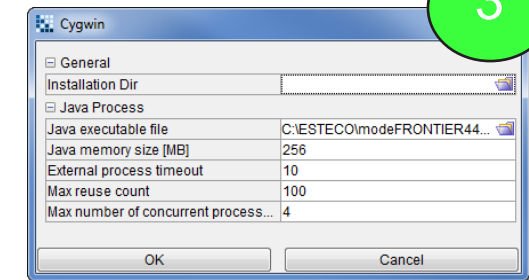 3
Cygwin
General
Installation Dir
Java Process
Java executable file C:\ESTECO\modeFRONTIER44...
Java memory size [MB] 256
External process timeout 10
Max reuse count 100
Max number of concurrent process... 4
OK Cancel